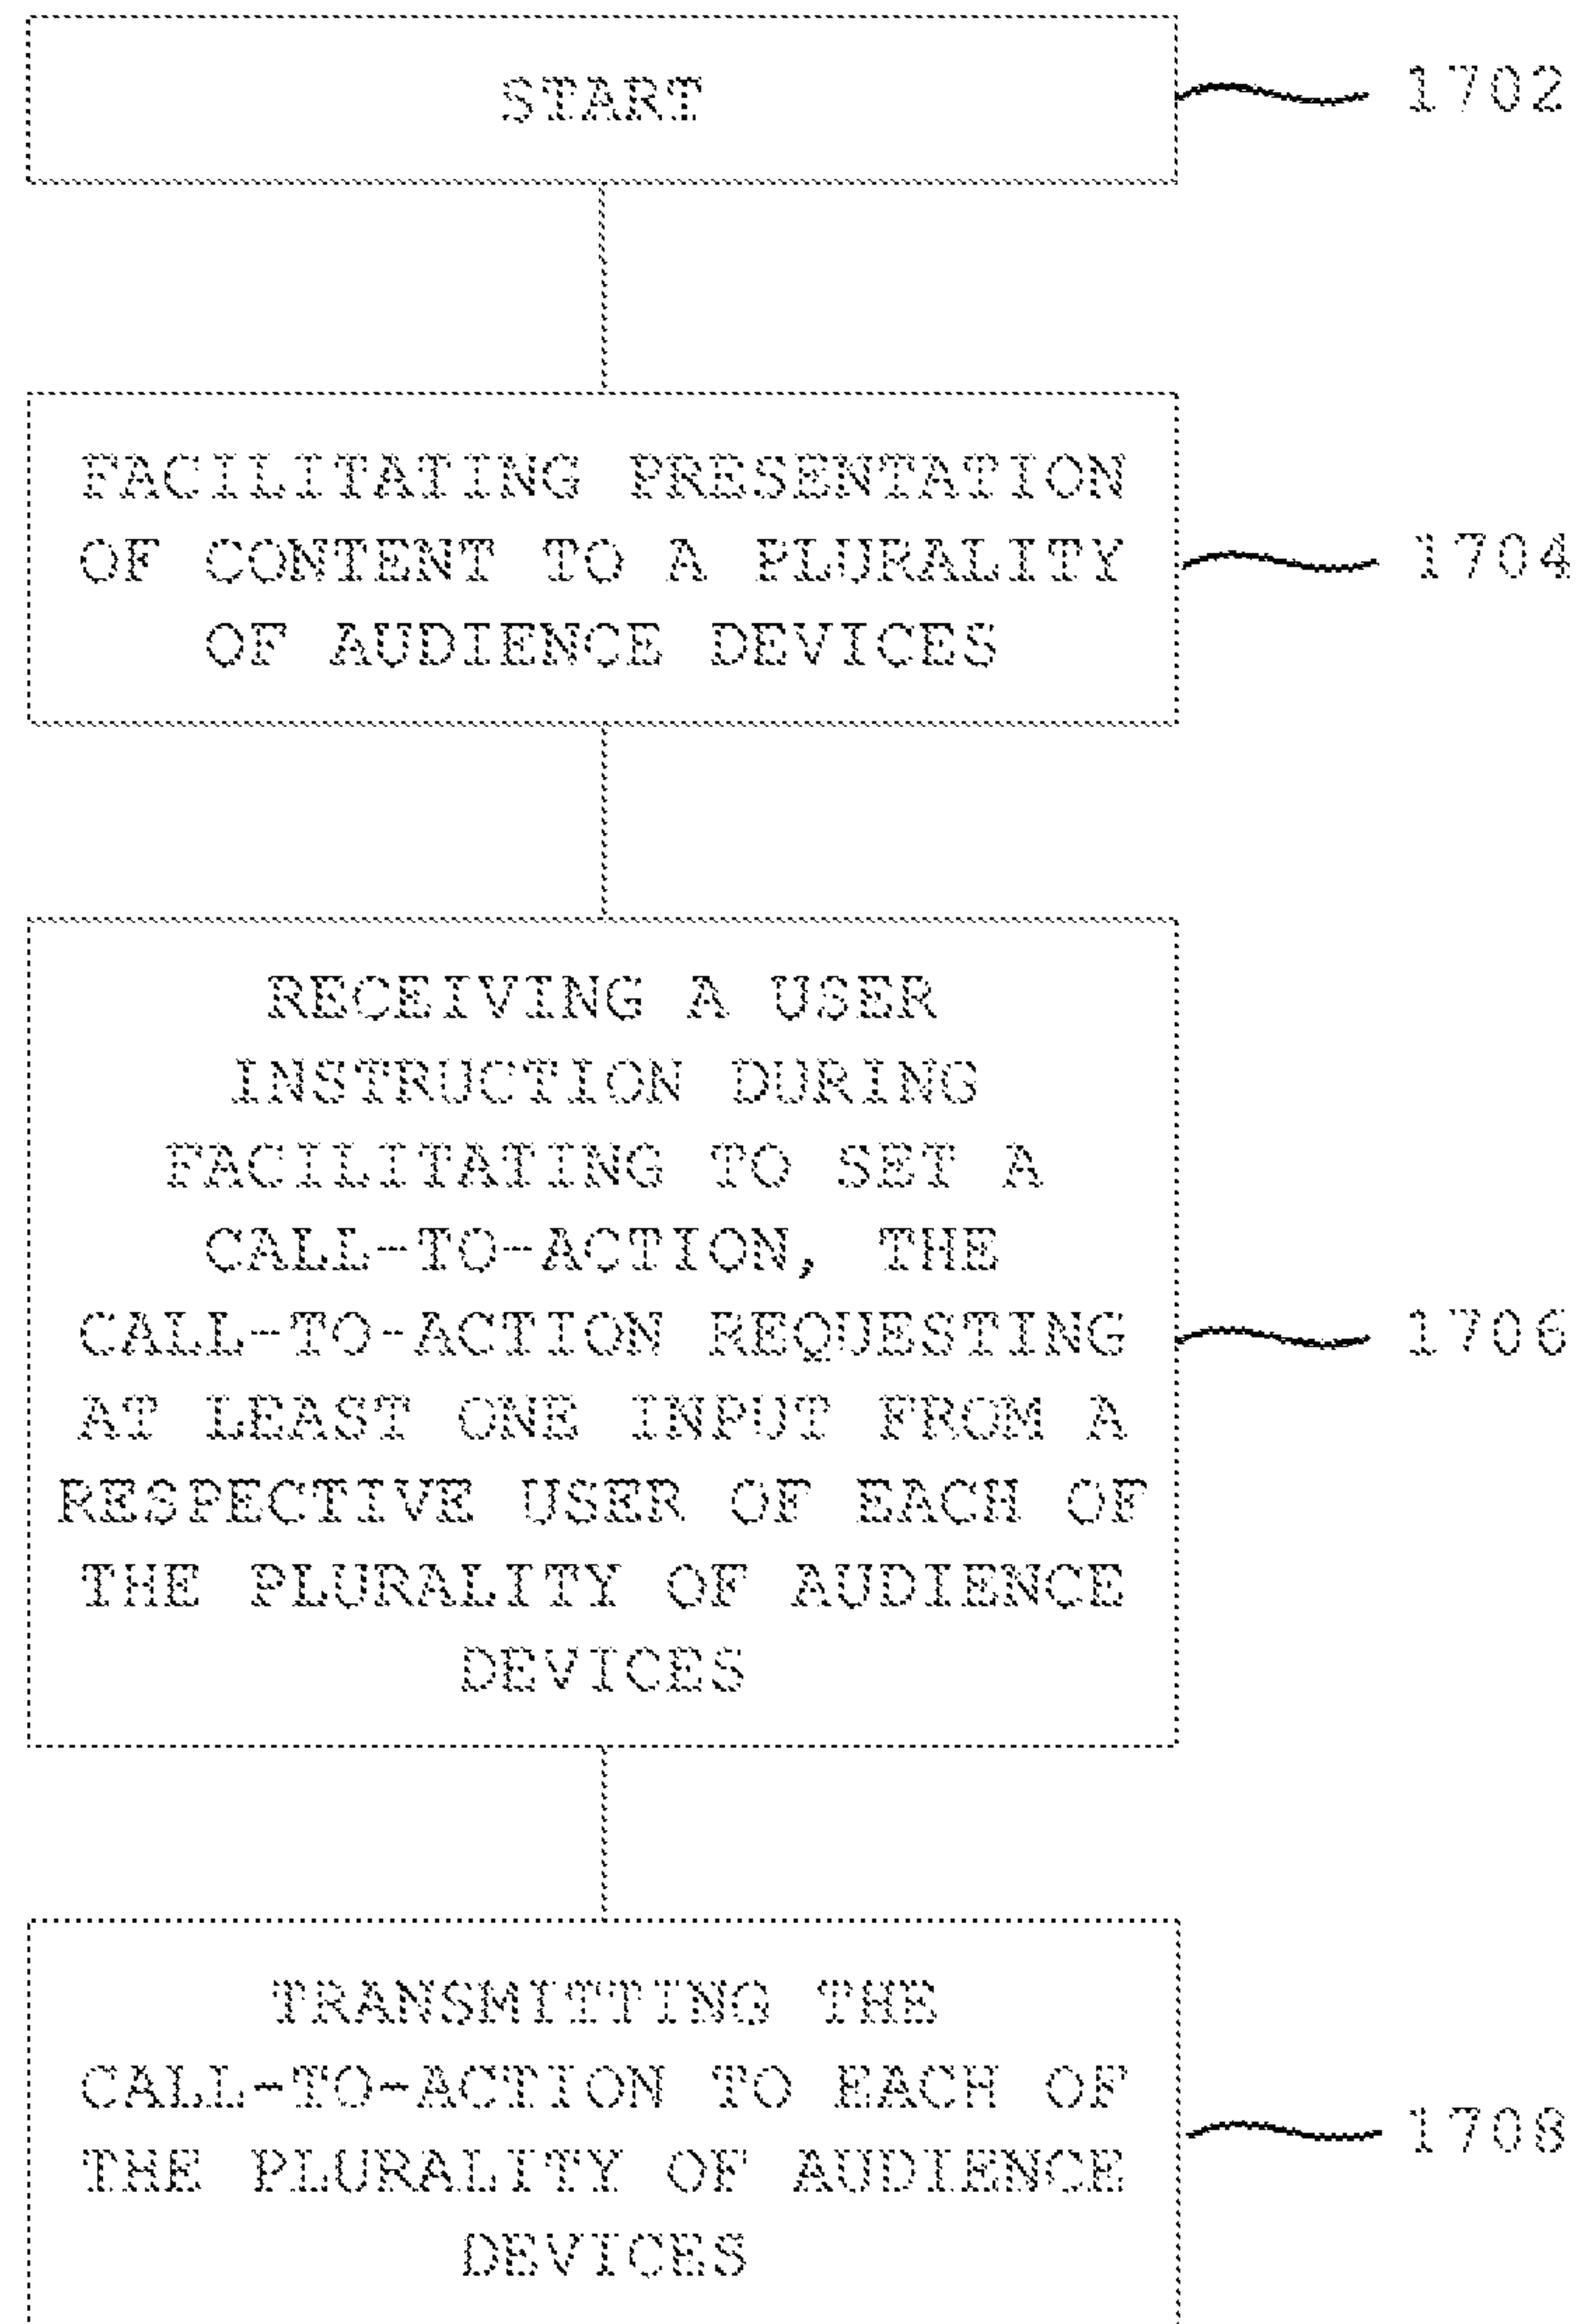 START
1702
FACILITATING PRESENTATION
OF CONTENT TO A PLURALITY
OF AUDIENCE DEVICES
1704
RECEIVING A USER
INSTRUCTION DURING
FACILITATING TO SET A
CALL-TO-ACTION, THE
CALL-TO-ACTION REQUESTING
AT LEAST ONE INPUT FROM A
RESPECTIVE USER OF EACH OF
THE PLURALITY OF AUDIENCE
DEVICES
1706
TRANSMITTING THE
CALL-TO-ACTION TO EACH OF
THE PLURALITY OF AUDIENCE
DEVICES
1708